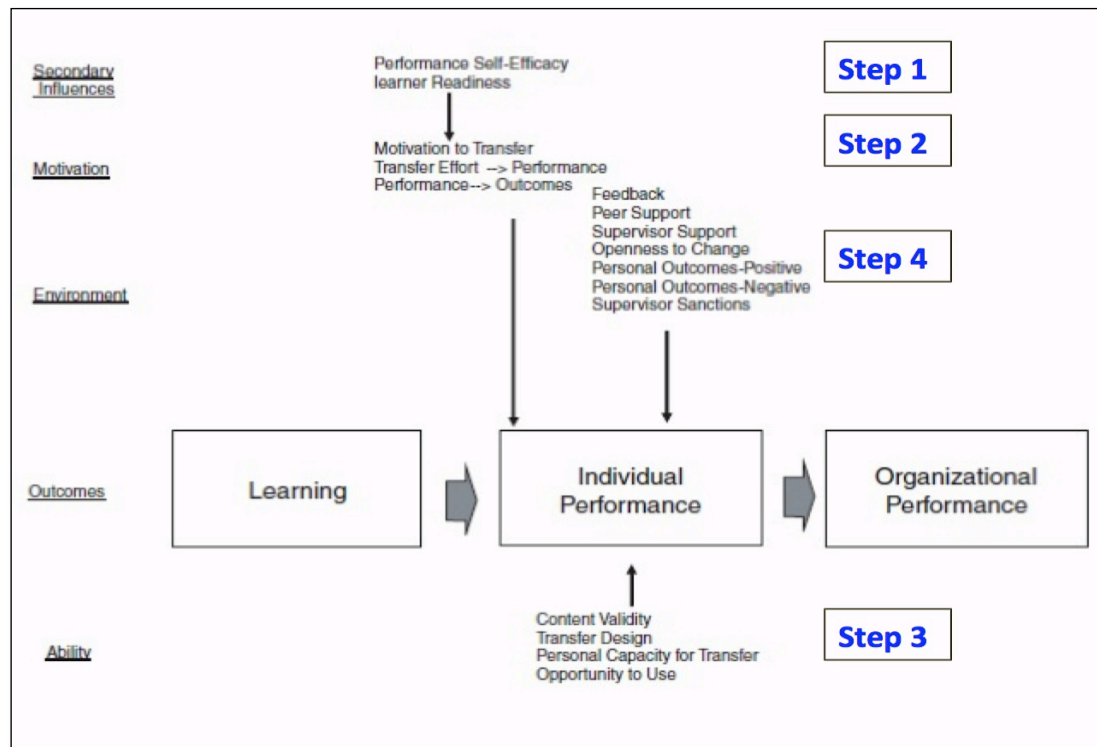 Secondary
Influences
Performance Self-Efficacy
learner Readiness
Step 1
Motivation
Motivation to Transfer
Transfer Effort --> Performance
Performance--> Outcomes
Step 2
Environment
Feedback
Peer Support
Supervisor Support
Openness to Change
Personal Outcomes-Positive
Personal Outcomes-Negative
Supervisor Sanctions
Step 4
Outcomes
Learning
Individual
Performance
Organizational
Performance
Ability
Content Validity
Transfer Design
Personal Capacity for Transfer
Opportunity to Use
Step 3